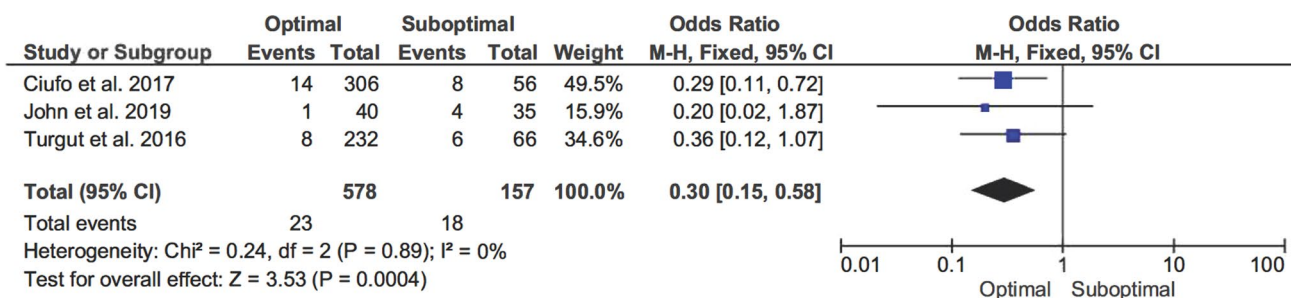 Optimal Suboptimal Odds Ratio Odds Ratio
Study or Subgroup Events Total Events Total Weight M-H, Fixed, 95% CI M-H, Fixed, 95% CI
Ciufo et al. 2017 14 306 8 56 49.5% 0.29 [0.11, 0.72]
John et al. 2019 1 40 4 35 15.9% 0.20 [0.02, 1.87]
Turgut et al. 2016 8 232 6 66 34.6% 0.36 [0.12, 1.07]
Total (95% CI) 578 157 100.0% 0.30 [0.15, 0.58]
Total events 23 18
Heterogeneity: Chi² = 0.24, df = 2 (P = 0.89); I² = 0%
Test for overall effect: Z = 3.53 (P = 0.0004)
0.01 0.1 1 10 100
Optimal Suboptimal